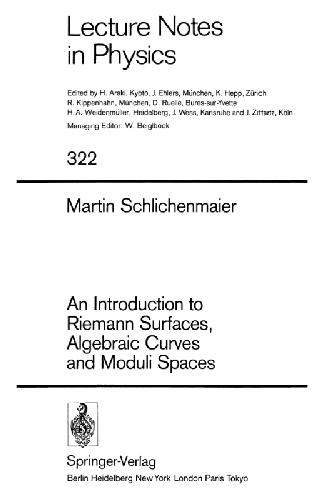 Lecture Notes
in Physics
Edited by H. Araki, Kyoto, J. Ehlers, München, K. Hepp, Zürich
R. Kippenhahn, München, D. Ruelle, Bures-sur-Yvette
H. A. Weidenmüller, Heidelberg, J. Wess, Karlsruhe and J. Zittartz, Köln
Managing Editor: W. Beiglböck
322
Martin Schlichenmaier
An Introduction to
Riemann Surfaces,
Algebraic Curves
and Moduli Spaces
Springer-Verlag
Berlin Heidelberg New York London Paris Tokyo